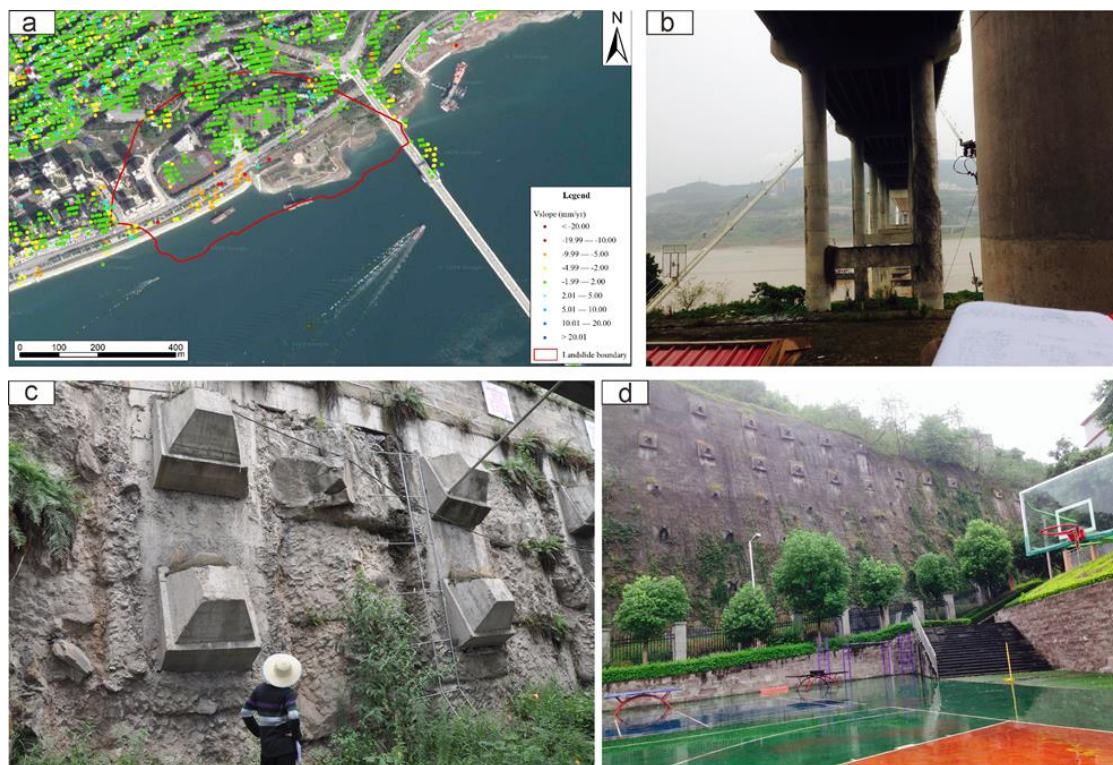 a
N
Legend
Vslope (mm/yr)
< -20.00
-19.99 — -10.00
-9.99 — -5.00
-4.99 — -2.00
-1.99 — 2.00
2.01 — 5.00
5.01 — 10.00
10.01 — 20.00
> 20.01
Landslide boundary
0 100 200 400
m
b
c
d